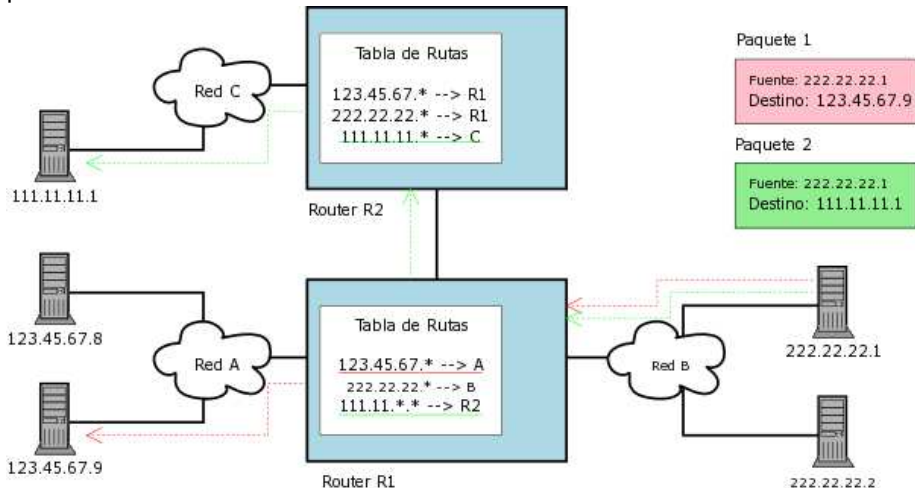 Tabla de Rutas
123.45.67.* --> R1
222.22.22.* --> R1
111.11.11.* --> C
Red C
111.11.11.1
Router R2
Paquete 1
Fuente: 222.22.22.1
Destino: 123.45.67.9
Paquete 2
Fuente: 222.22.22.1
Destino: 111.11.11.1
123.45.67.8
Red A
123.45.67.9
Tabla de Rutas
123.45.67.* --> A
222.22.22.* --> B
111.11.*.* --> R2
Router R1
Red B
222.22.22.1
222.22.22.2